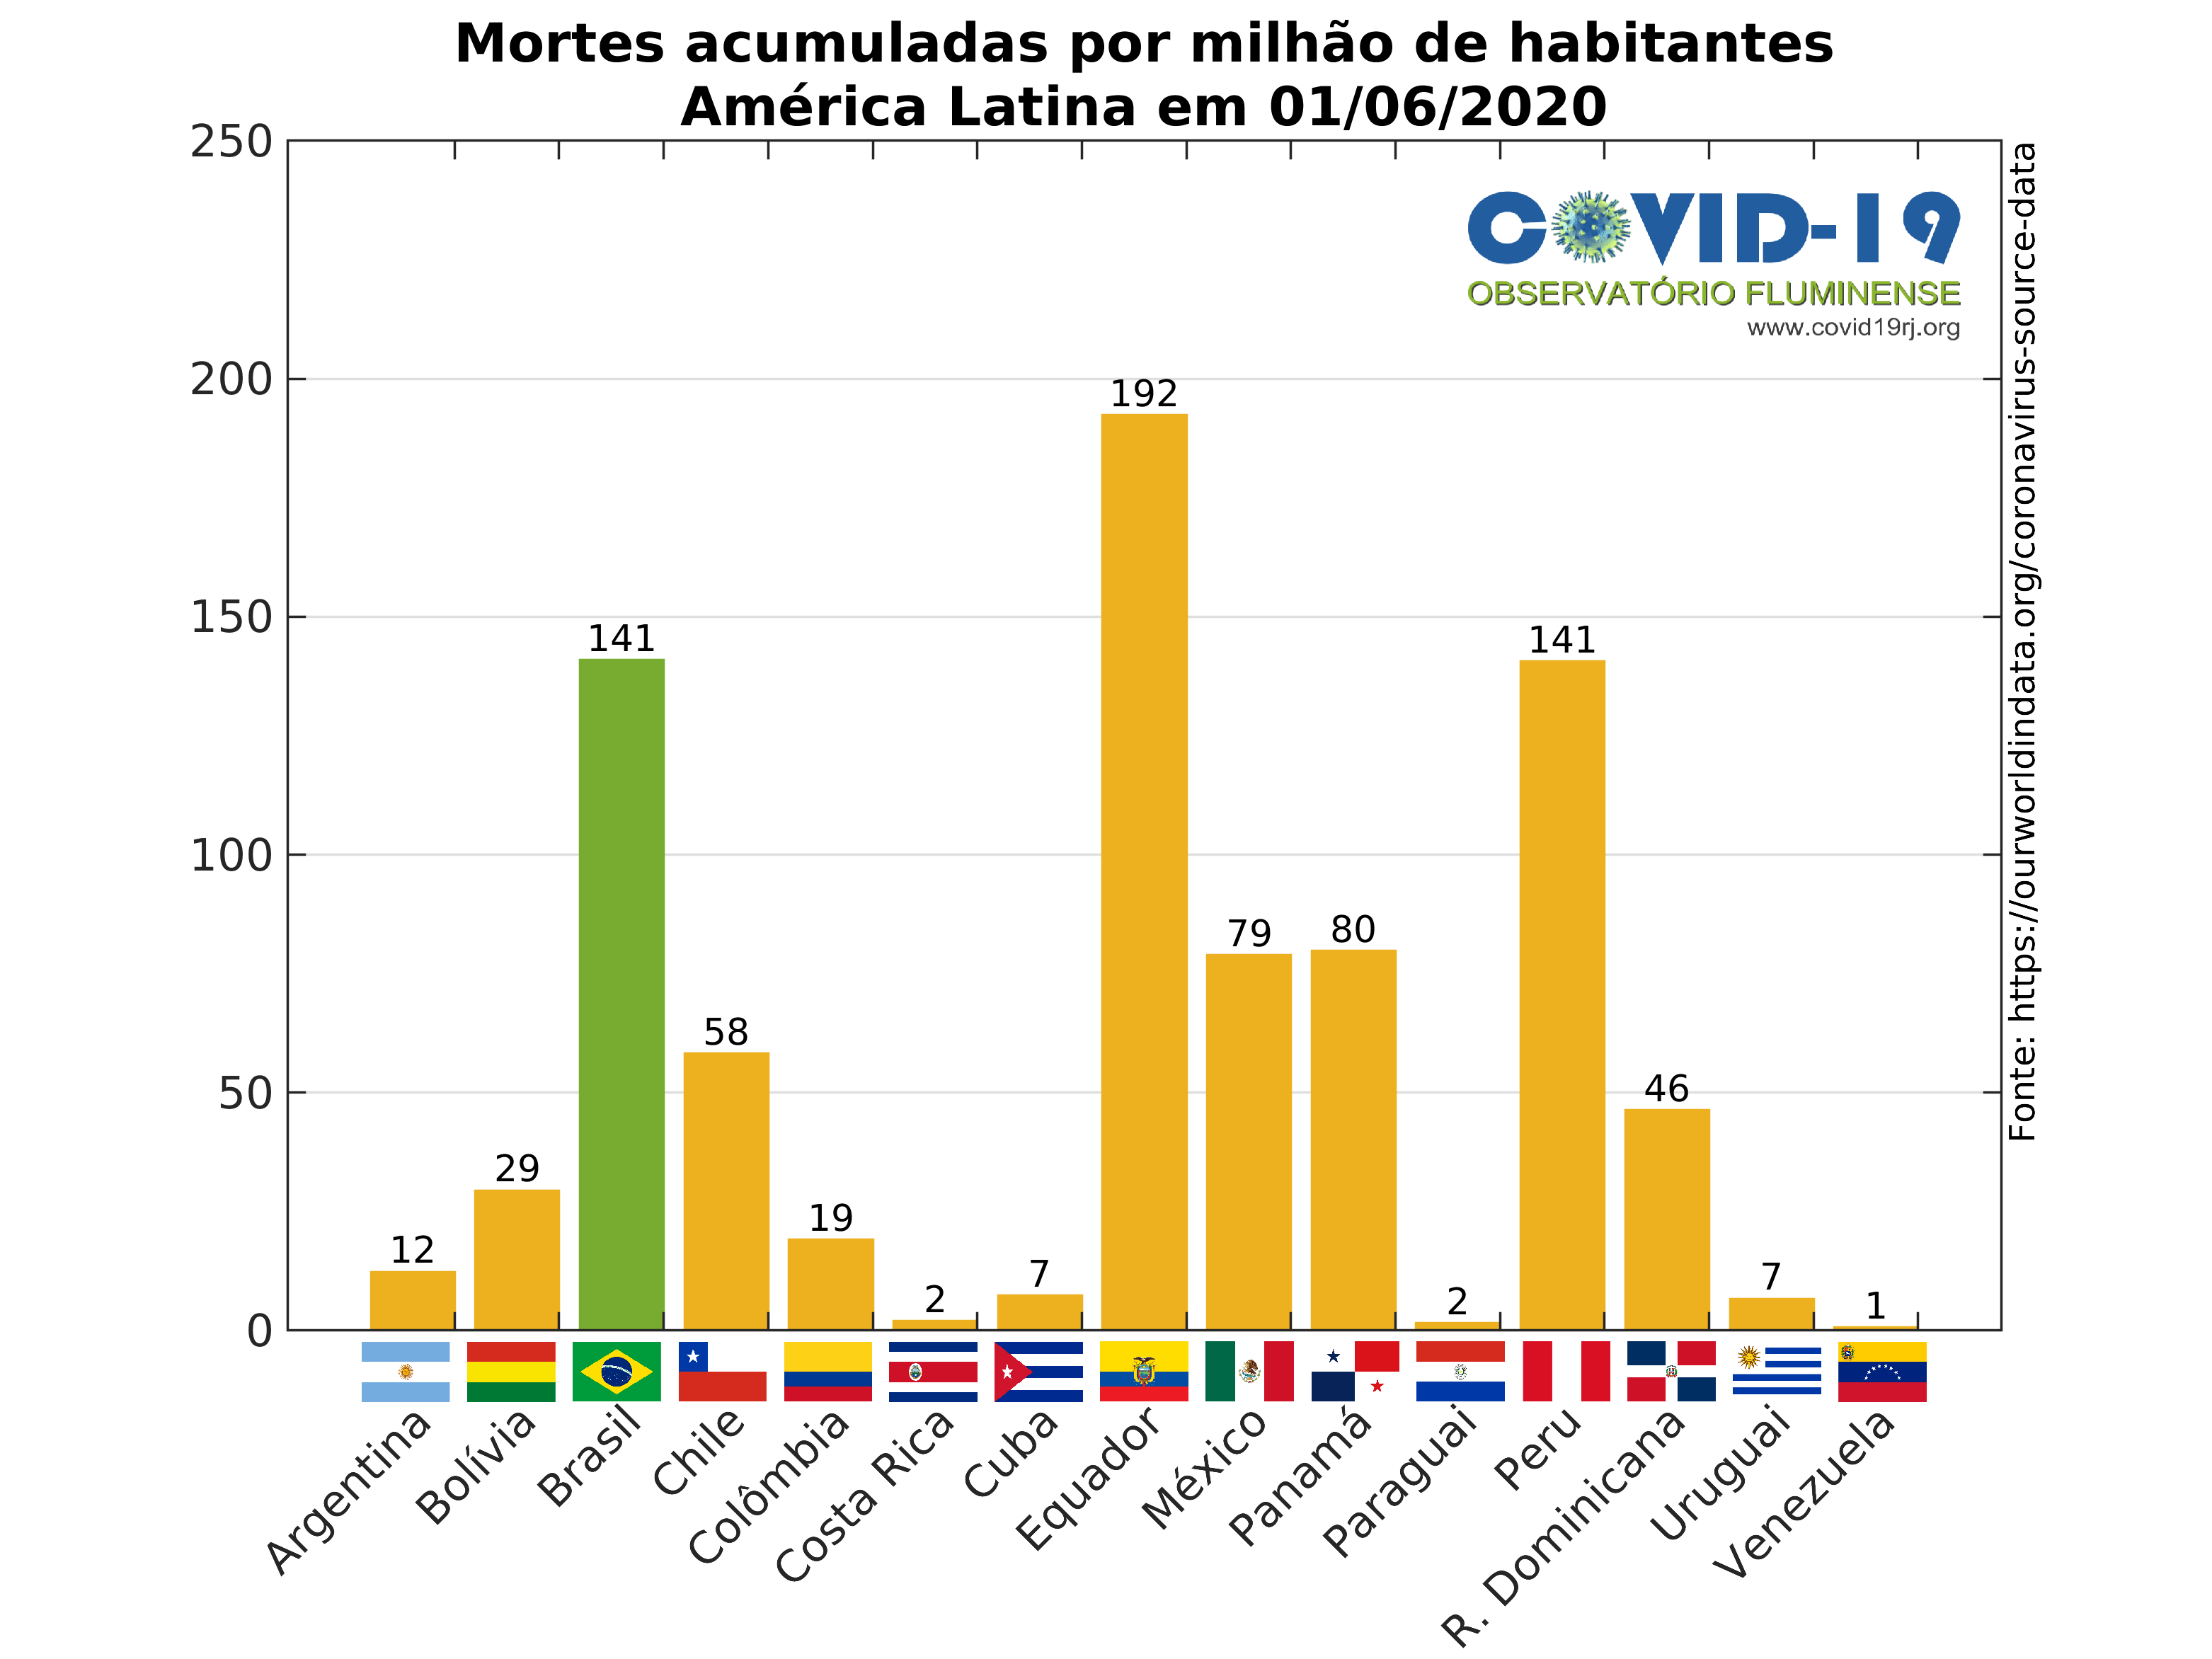 Mortes acumuladas por milhão de habitantes
América Latina em 01/06/2020
250
200
150
100
50
0
COVID-19
OBSERVATÓRIO FLUMINENSE
www.covid19rj.org
Fonte: https://ourworldindata.org/coronavirus-source-data
12
29
141
58
19
2
7
192
79
80
2
141
46
7
1
Argentina
Bolívia
Brasil
Chile
Colômbia
Costa Rica
Cuba
Equador
México
Panamá
Paraguai
Peru
R. Dominicana
Uruguai
Venezuela